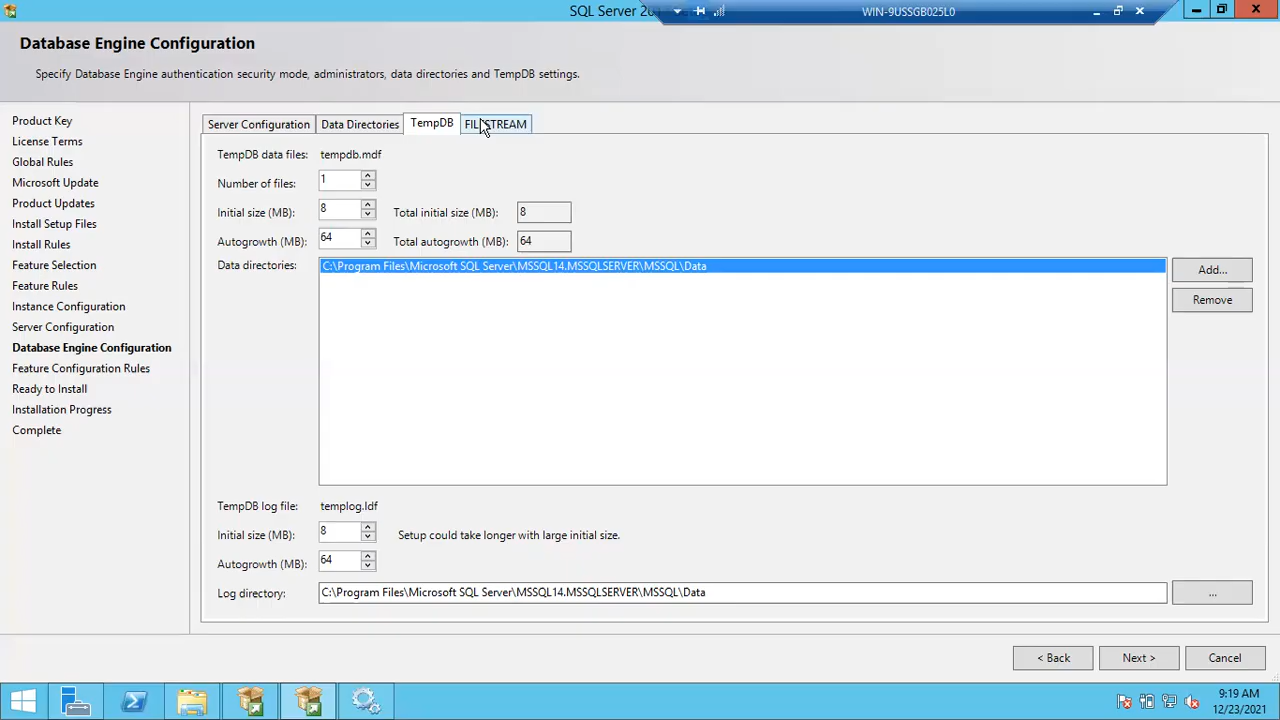 SQL Server 20
WIN-9USSGB025L0
Database Engine Configuration
Specify Database Engine authentication security mode, administrators, data directories and TempDB settings.
Product Key
License Terms
Global Rules
Microsoft Update
Product Updates
Install Setup Files
Install Rules
Feature Selection
Feature Rules
Instance Configuration
Server Configuration
Database Engine Configuration
Feature Configuration Rules
Ready to Install
Installation Progress
Complete
Server Configuration Data Directories TempDB FILESTREAM
TempDB data files: tempdb.mdf
Number of files: 1
Initial size (MB): 8 Total initial size (MB): 8
Autogrowth (MB): 64 Total autogrowth (MB): 64
Data directories: C:\Program Files\Microsoft SQL Server\MSSQL14.MSSQLSERVER\MSSQL\Data
Add...
Remove
TempDB log file: templog.ldf
Initial size (MB): 8 Setup could take longer with large initial size.
Autogrowth (MB): 64
Log directory: C:\Program Files\Microsoft SQL Server\MSSQL14.MSSQLSERVER\MSSQL\Data ...
< Back Next > Cancel
9:19 AM
12/23/2021